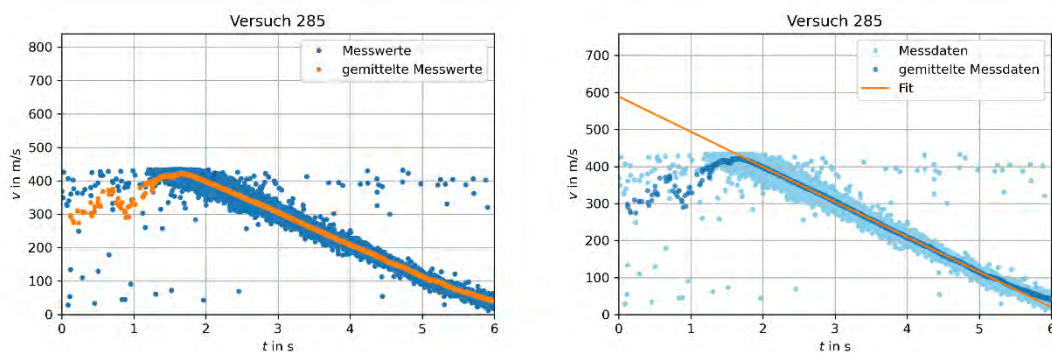 Versuch 285
800
700
600
500
400
300
200
100
0
v in m/s
0 1 2 3 4 5 6
t in s
Messwerte
gemittelte Messwerte
Versuch 285
700
600
500
400
300
200
100
0
v in m/s
0 1 2 3 4 5 6
t in s
Messdaten
gemittelte Messdaten
Fit